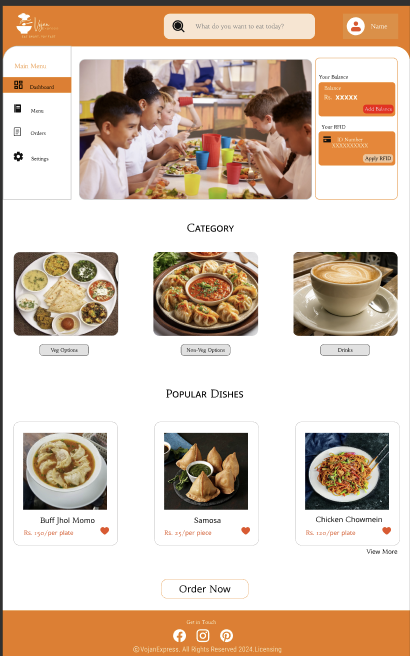 Vojan
What do you want to eat today?
Name
Main Menu
Dashboard
Menu
Orders
Settings
Your Balance
Balance
Rs. XXXXX
Add Balance
Your RFID
ID Number
XXXXXXXXXX
Apply RFID
CATEGORY
Veg Options
Non-Veg Options
Drinks
POPULAR DISHES
Buff Jhol Momo
Rs. 150/per plate
Samosa
Rs. 25/per piece
Chicken Chowmein
Rs. 120/per plate
View More
Order Now
Get in Touch
©VojanExpress, All Rights Reserved 2024.Licensing